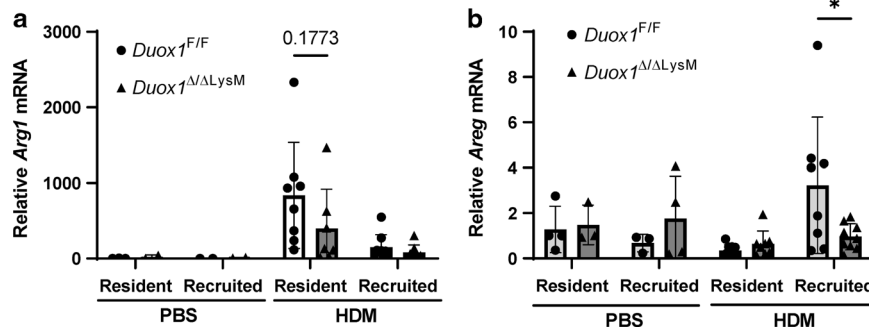 a
Relative Arg1 mRNA
3000
2000
1000
0
Duox1F/F
Duox1Δ/ΔLysM
0.1773
Resident Recruited Resident Recruited
PBS HDM
b
Relative Areg mRNA
10
8
6
4
2
0
Duox1F/F
Duox1Δ/ΔLysM
*
Resident Recruited Resident Recruited
PBS HDM